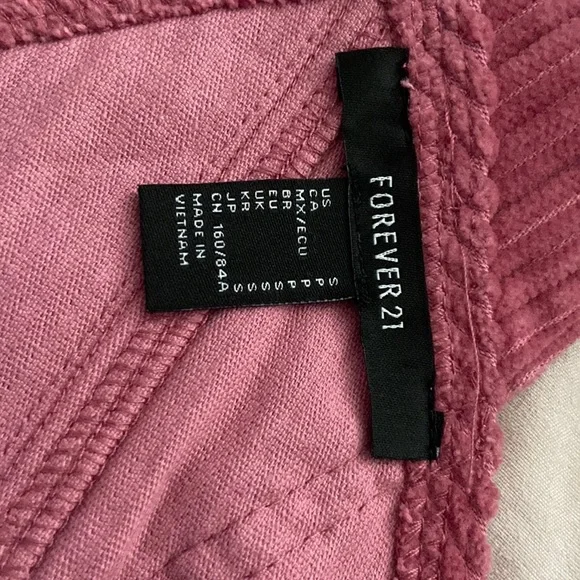 FOREVER 21
US S
CA P
MX/ECU P
BR P
EU S
UK S
KR S
JP S
CN 160/84A
MADE IN
VIETNAM